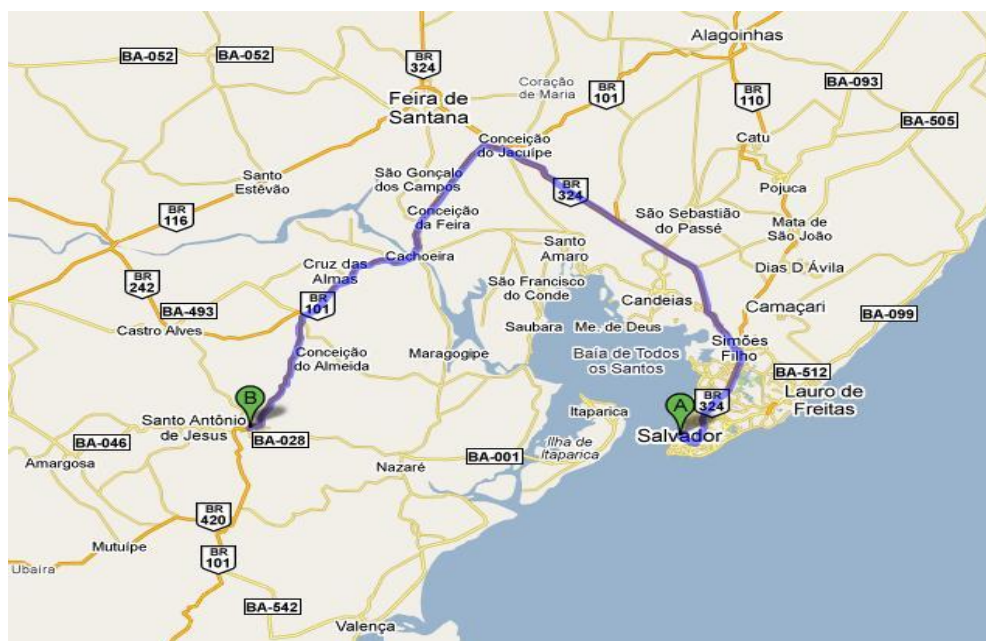 Alagoinhas
BA-052
BA-052
BR
324
BA-093
Coração
de Maria
BR
101
BR
110
Feira de
Santana
BA-505
Catu
Conceição
do Jacuípe
Santo
Estêvão
São Gonçalo
dos Campos
BR
324
Pojuca
BR
116
Conceição
da Feira
São Sebastião
do Passé
Mata de
São João
Santo
Amaro
Cachoeira
Cruz das
Almas
Dias D Ávila
BR
242
São Francisco
do Conde
Candeias
Camaçari
BR
101
BA-493
Castro Alves
Saubara
Me. de Deus
BA-099
Simões
Filho
Conceição
do Almeida
Maragogipe
Baía de Todos
os Santos
BA-512
Lauro de
Freitas
B
A
BR
324
Itaparica
Santo Antônio
de Jesus
Salvador
BA-046
BA-028
Ilha de
Itaparica
Amargosa
Nazaré
BA-001
BR
420
Mutuípe
BR
101
Ubaíra
BA-542
Valença